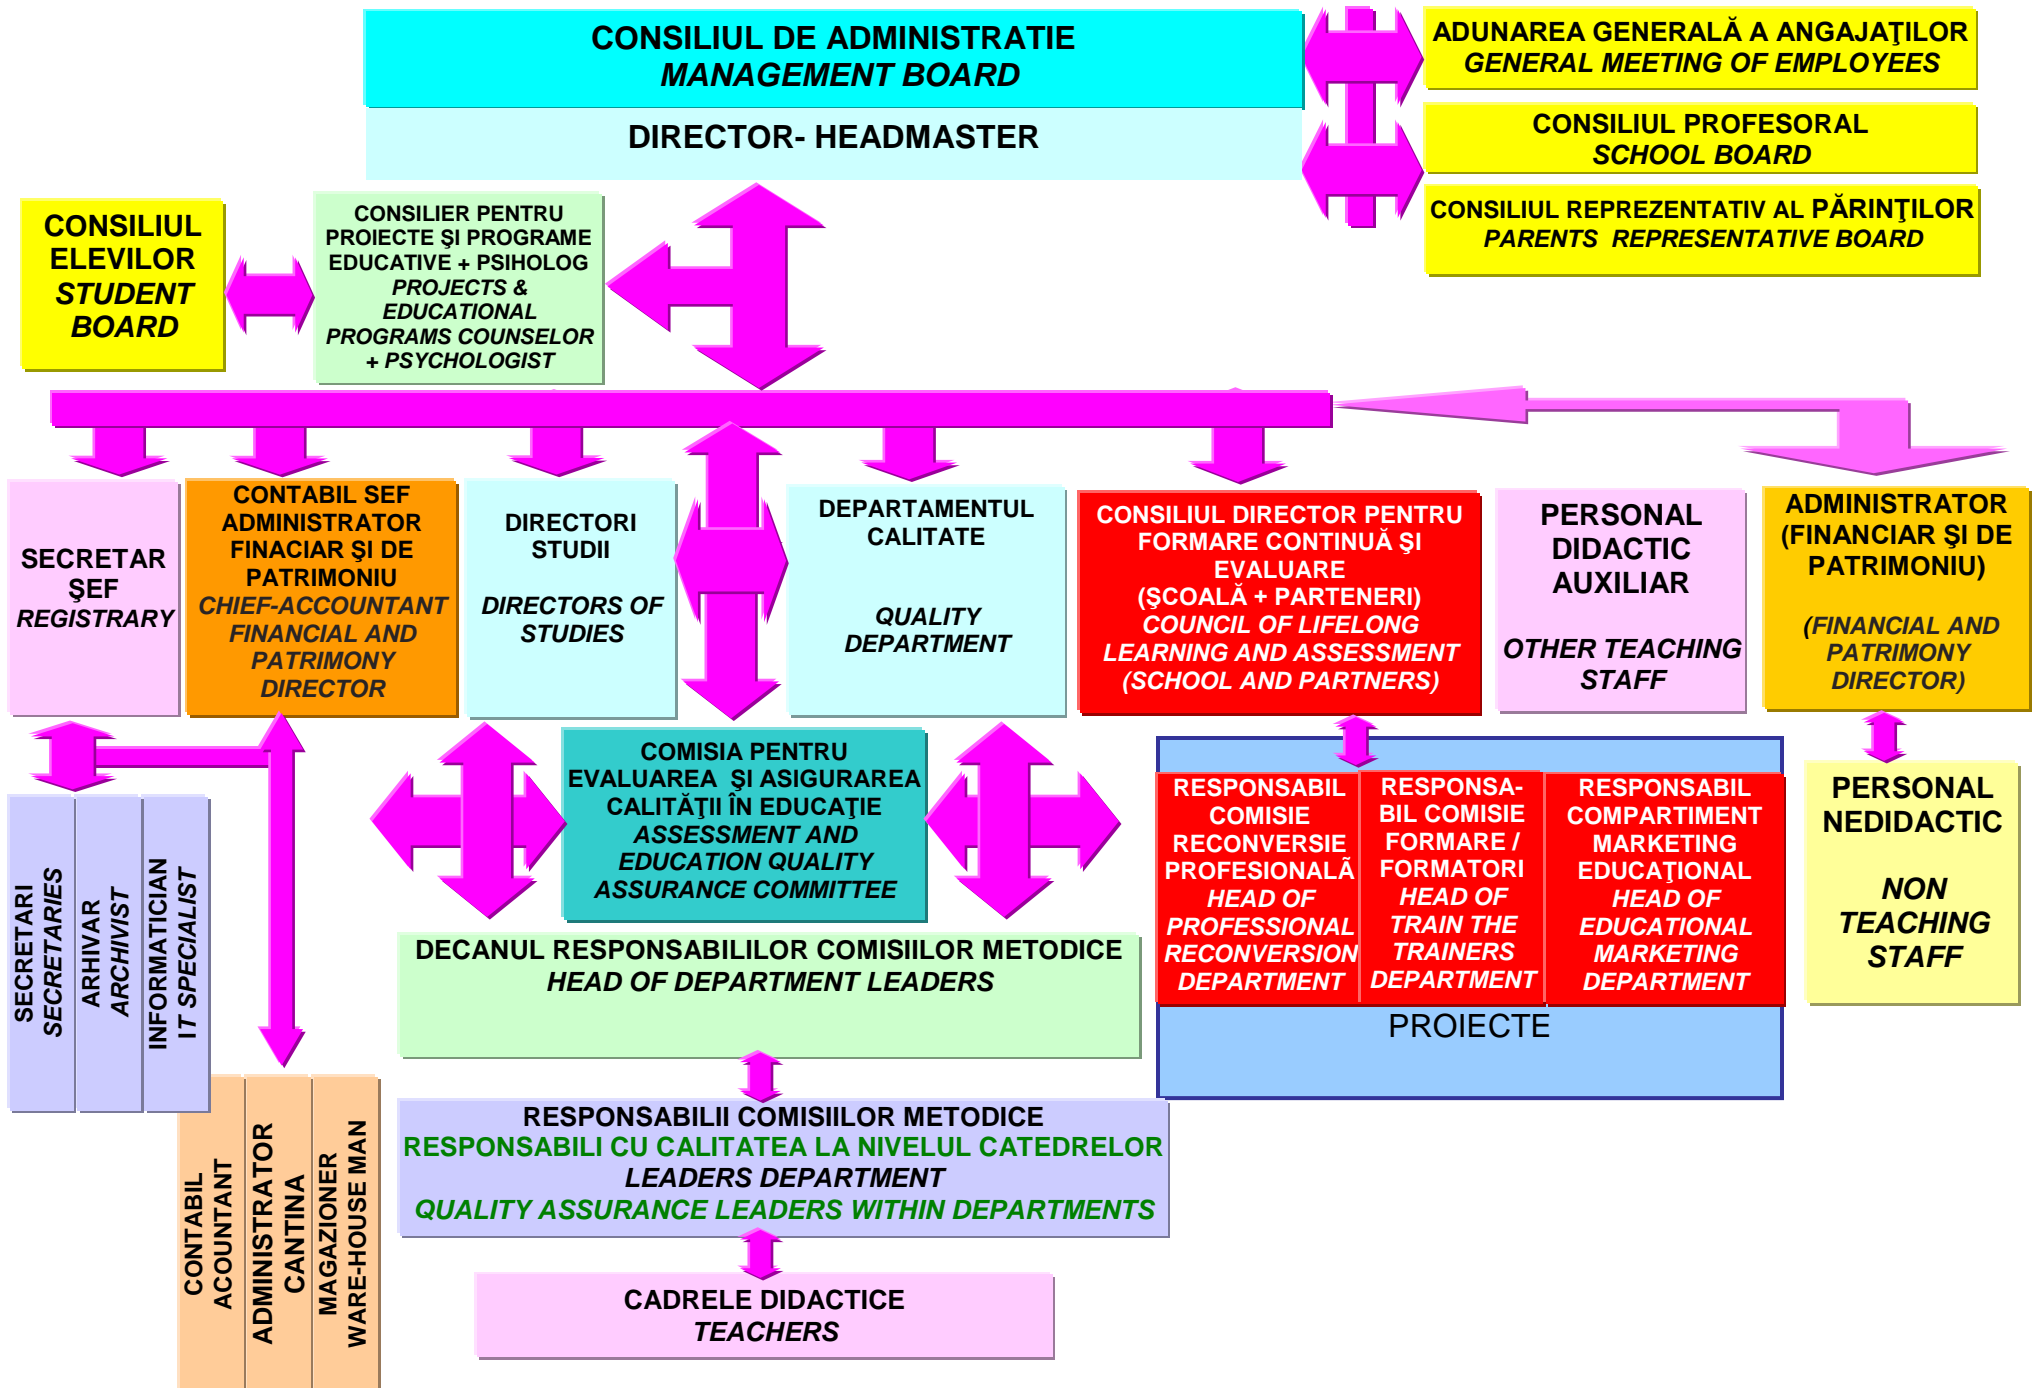 CONSILIUL DE ADMINISTRATIE
MANAGEMENT BOARD
DIRECTOR- HEADMASTER
ADUNAREA GENERALĂ A ANGAJAŢILOR
GENERAL MEETING OF EMPLOYEES
CONSILIUL PROFESORAL
SCHOOL BOARD
CONSILIUL REPREZENTATIV AL PĂRINŢILOR
PARENTS REPRESENTATIVE BOARD
CONSILIUL
ELEVILOR
STUDENT
BOARD
CONSILIER PENTRU
PROIECTE ŞI PROGRAME
EDUCATIVE + PSIHOLOG
PROJECTS &
EDUCATIONAL
PROGRAMS COUNSELOR
+ PSYCHOLOGIST
SECRETAR
ŞEF
REGISTRARY
CONTABIL SEF
ADMINISTRATOR
FINACIAR ŞI DE
PATRIMONIU
CHIEF-ACCOUNTANT
FINANCIAL AND
PATRIMONY
DIRECTOR
DIRECTORI
STUDII
DIRECTORS OF
STUDIES
DEPARTAMENTUL
CALITATE
QUALITY
DEPARTMENT
CONSILIUL DIRECTOR PENTRU
FORMARE CONTINUĂ ŞI
EVALUARE
(ŞCOALĂ + PARTENERI)
COUNCIL OF LIFELONG
LEARNING AND ASSESSMENT
(SCHOOL AND PARTNERS)
PERSONAL
DIDACTIC
AUXILIAR
OTHER TEACHING
STAFF
ADMINISTRATOR
(FINANCIAR ŞI DE
PATRIMONIU)
(FINANCIAL AND
PATRIMONY
DIRECTOR)
COMISIA PENTRU
EVALUAREA ŞI ASIGURAREA
CALITĂŢII ÎN EDUCAŢIE
ASSESSMENT AND
EDUCATION QUALITY
ASSURANCE COMMITTEE
RESPONSABIL
COMISIE
RECONVERSIE
PROFESIONALÃ
HEAD OF
PROFESSIONAL
RECONVERSION
DEPARTMENT
RESPONSA-
BIL COMISIE
FORMARE /
FORMATORI
HEAD OF
TRAIN THE
TRAINERS
DEPARTMENT
RESPONSABIL
COMPARTIMENT
MARKETING
EDUCAŢIONAL
HEAD OF
EDUCATIONAL
MARKETING
DEPARTMENT
PROIECTE
PERSONAL
NEDIDACTIC
NON
TEACHING
STAFF
SECRETARI
SECRETARIES
ARHIVAR
ARCHIVIST
INFORMATICIAN
IT SPECIALIST
DECANUL RESPONSABILILOR COMISIILOR METODICE
HEAD OF DEPARTMENT LEADERS
CONTABIL
ACOUNTANT
ADMINISTRATOR
CANTINA
MAGAZIONER
WARE-HOUSE MAN
RESPONSABILII COMISIILOR METODICE
RESPONSABILI CU CALITATEA LA NIVELUL CATEDRELOR
LEADERS DEPARTMENT
QUALITY ASSURANCE LEADERS WITHIN DEPARTMENTS
CADRELE DIDACTICE
TEACHERS